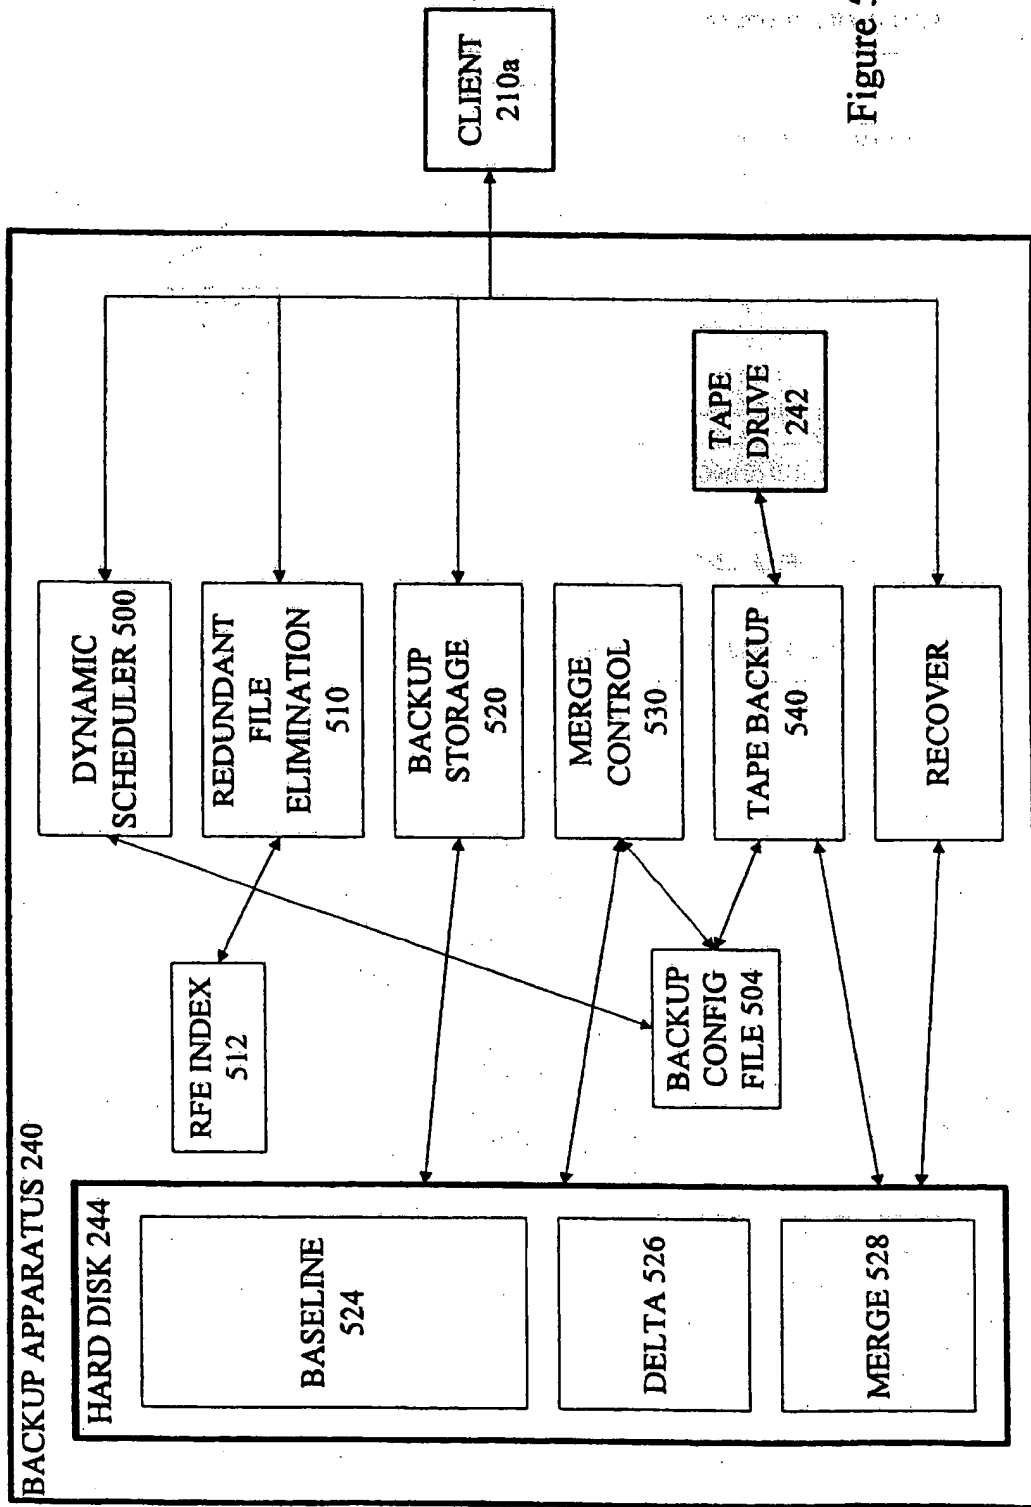 BACKUP APPARATUS 240
HARD DISK 244
BASELINE
524
DELTA 526
MERGE 528
RFE INDEX
512
BACKUP
CONFIG
FILE 504
DYNAMIC
SCHEDULER 500
REDUNDANT
FILE
ELIMINATION
510
BACKUP
STORAGE
520
MERGE
CONTROL
530
TAPE BACKUP
540
RECOVER
TAPE
DRIVE
242
CLIENT
210a
Figure 5